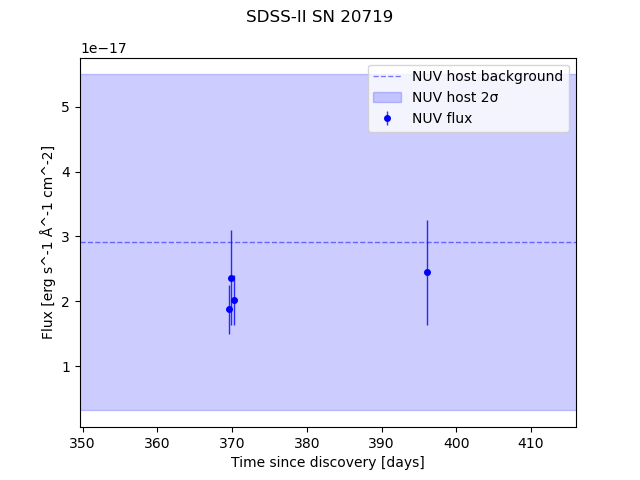 SDSS-II SN 20719
1e−17
NUV host background
NUV host 2σ
NUV flux
5
4
3
2
1
Flux [erg s^-1 Å^-1 cm^-2]
350 360 370 380 390 400 410
Time since discovery [days]